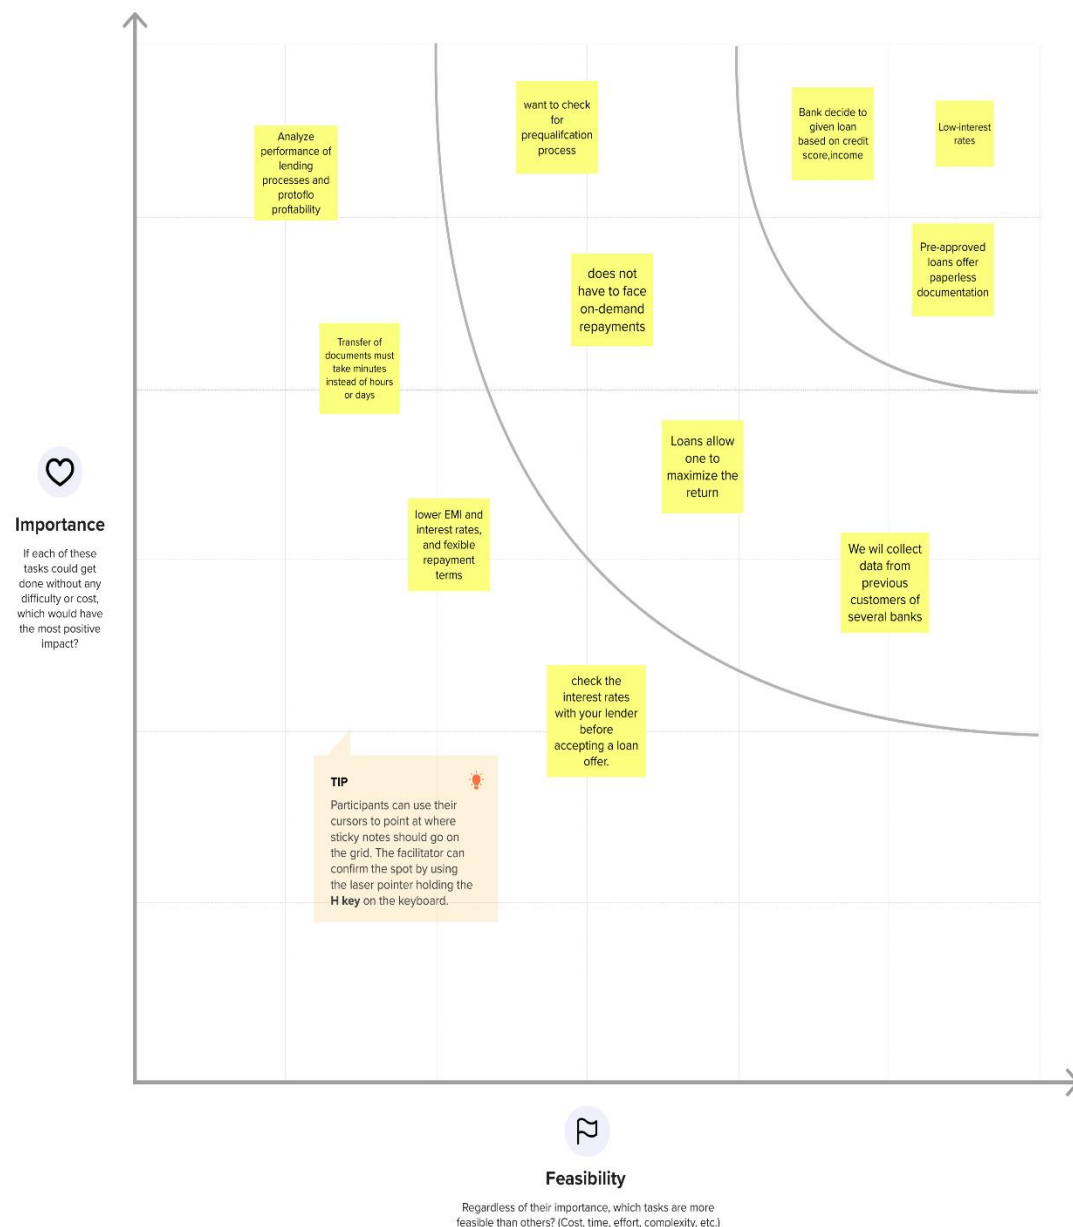 want to check
for
prequalifcation
process
Bank decide to
given loan
based on credit
score,income
Low-interest
rates
Analyze
performance of
lending
processes and
protoflo
proftability
Pre-approved
loans offer
paperless
documentation
does not
have to face
on-demand
repayments
Transfer of
documents must
take minutes
instead of hours
or days
Loans allow
one to
maximize the
return
lower EMI and
interest rates,
and fexible
repayment
terms
We wil collect
data from
previous
customers of
several banks
Importance
If each of these
tasks could get
done without any
difficulty or cost,
which would have
the most positive
impact?
check the
interest rates
with your lender
before
accepting a loan
offer.
TIP
Participants can use their
cursors to point at where
sticky notes should go on
the grid. The facilitator can
confirm the spot by using
the laser pointer holding the
H key on the keyboard.
Feasibility
Regardless of their importance, which tasks are more
feasible than others? (Cost, time, effort, complexity, etc.)